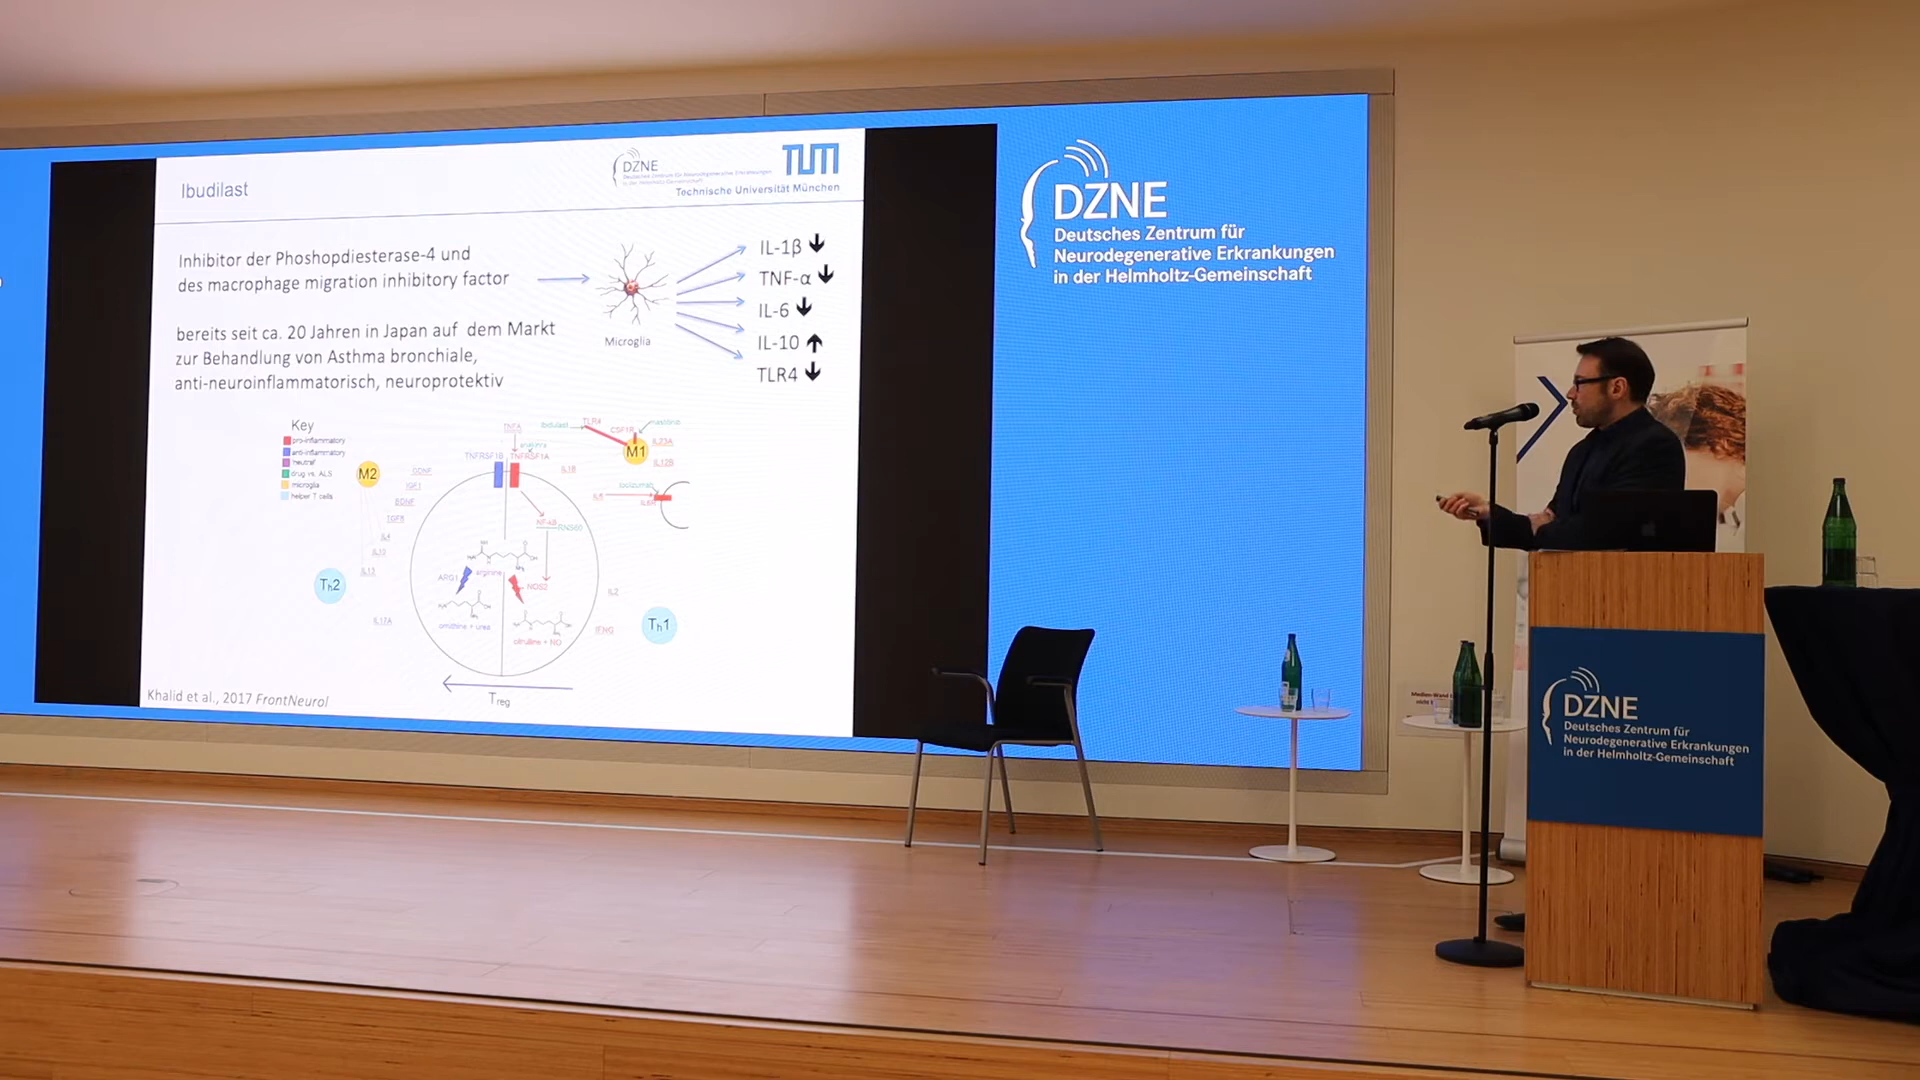 Ibudilast
DZNE
Deutsches Zentrum für Neurodegenerative Erkrankungen
in der Helmholtz-Gemeinschaft
TUM
Technische Universität München
Inhibitor der Phoshopdiesterase-4 und
des macrophage migration inhibitory factor
bereits seit ca. 20 Jahren in Japan auf dem Markt
zur Behandlung von Asthma bronchiale,
anti-neuroinflammatorisch, neuroprotektiv
Microglia
IL-1β
TNF-α
IL-6
IL-10
TLR4
Key
pro-inflammatory
anti-inflammatory
neutral
drug vs. ALS
microglia
helper T cells
M2
GDNF
IGF1
BDNF
TGFB
IL4
IL10
IL13
Th2
IL17A
TNFA
TNFRSF1B
TNFRSF1A
IL1B
Ibidulast
TLR4
CSF1R
masitinib
M1
IL23A
IL12B
tocilizumab
IL6
IL6R
NF-kB
RNS60
ARG1
arginine
NOS2
ornithine + urea
citrulline + NO
IL2
IFNG
Th1
Treg
Khalid et al., 2017 FrontNeurol
DZNE
Deutsches Zentrum für
Neurodegenerative Erkrankungen
in der Helmholtz-Gemeinschaft
Medien-Wand
nicht
DZNE
Deutsches Zentrum für
Neurodegenerative Erkrankungen
in der Helmholtz-Gemeinschaft